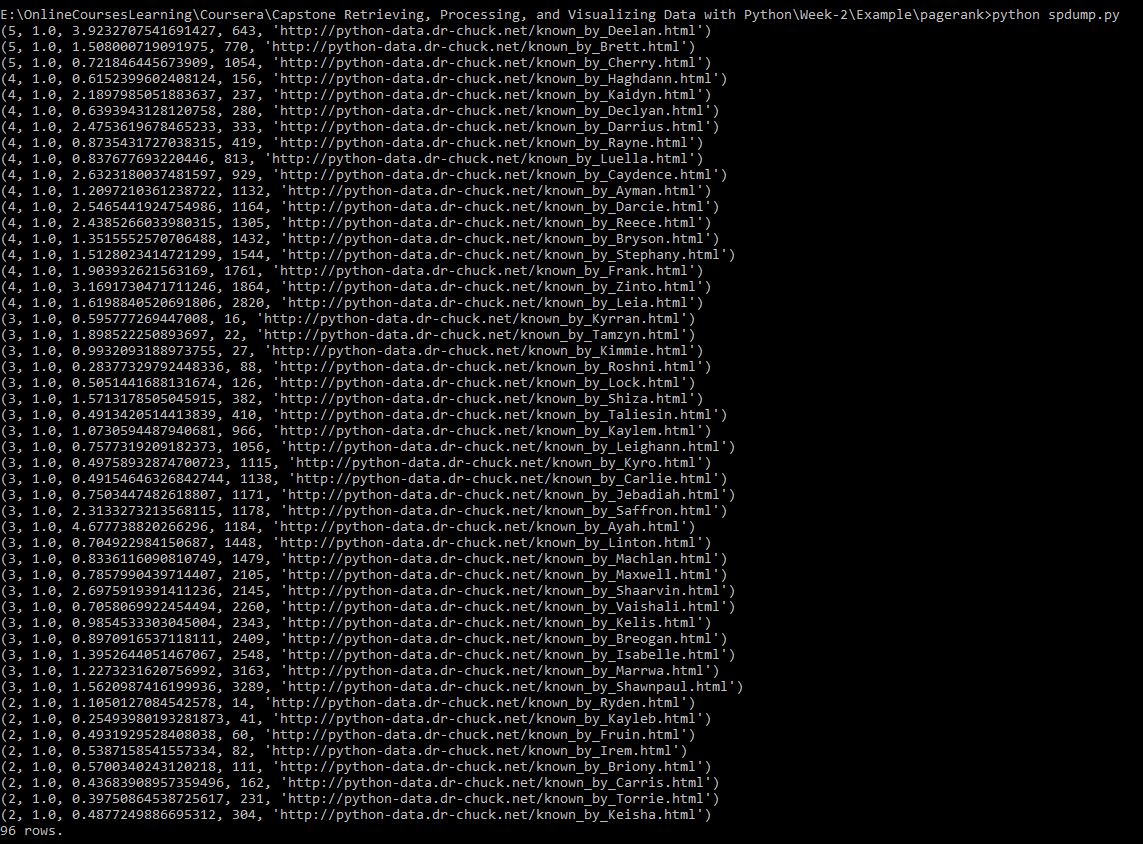 E:\OnlineCoursesLearning\Coursera\Capstone Retrieving, Processing, and Visualizing Data with Python\Week-2\Example\pagerank>python spdump.py
(5, 1.0, 3.9232707541691427, 643, 'http://python-data.dr-chuck.net/known_by_Deelan.html')
(5, 1.0, 1.508000719091975, 770, 'http://python-data.dr-chuck.net/known_by_Brett.html')
(5, 1.0, 0.721846445673909, 1054, 'http://python-data.dr-chuck.net/known_by_Cherry.html')
(4, 1.0, 0.6152399602408124, 156, 'http://python-data.dr-chuck.net/known_by_Haghdann.html')
(4, 1.0, 2.1897985051883637, 237, 'http://python-data.dr-chuck.net/known_by_Kaidyn.html')
(4, 1.0, 0.6393943128120758, 280, 'http://python-data.dr-chuck.net/known_by_Declyan.html')
(4, 1.0, 2.4753619678465233, 333, 'http://python-data.dr-chuck.net/known_by_Darrius.html')
(4, 1.0, 0.8735431727038315, 419, 'http://python-data.dr-chuck.net/known_by_Rayne.html')
(4, 1.0, 0.837677693220446, 813, 'http://python-data.dr-chuck.net/known_by_Luella.html')
(4, 1.0, 2.6323180037481597, 929, 'http://python-data.dr-chuck.net/known_by_Caydence.html')
(4, 1.0, 1.2097210361238722, 1132, 'http://python-data.dr-chuck.net/known_by_Ayman.html')
(4, 1.0, 2.5465441924754986, 1164, 'http://python-data.dr-chuck.net/known_by_Darcie.html')
(4, 1.0, 2.4385266033980315, 1305, 'http://python-data.dr-chuck.net/known_by_Reece.html')
(4, 1.0, 1.3515552570706488, 1432, 'http://python-data.dr-chuck.net/known_by_Bryson.html')
(4, 1.0, 1.5128023414721299, 1544, 'http://python-data.dr-chuck.net/known_by_Stephany.html')
(4, 1.0, 1.903932621563169, 1761, 'http://python-data.dr-chuck.net/known_by_Frank.html')
(4, 1.0, 3.1691730471711246, 1864, 'http://python-data.dr-chuck.net/known_by_Zinto.html')
(4, 1.0, 1.6198840520691806, 2820, 'http://python-data.dr-chuck.net/known_by_Leia.html')
(3, 1.0, 0.595777269447008, 16, 'http://python-data.dr-chuck.net/known_by_Kyrran.html')
(3, 1.0, 1.898522250893697, 22, 'http://python-data.dr-chuck.net/known_by_Tamzyn.html')
(3, 1.0, 0.9932093188973755, 27, 'http://python-data.dr-chuck.net/known_by_Kimmie.html')
(3, 1.0, 0.28377329792448336, 88, 'http://python-data.dr-chuck.net/known_by_Roshni.html')
(3, 1.0, 0.5051441688131674, 126, 'http://python-data.dr-chuck.net/known_by_Lock.html')
(3, 1.0, 1.5713178505045915, 382, 'http://python-data.dr-chuck.net/known_by_Shiza.html')
(3, 1.0, 0.4913420514413839, 410, 'http://python-data.dr-chuck.net/known_by_Taliesin.html')
(3, 1.0, 1.0730594487940681, 966, 'http://python-data.dr-chuck.net/known_by_Kaylem.html')
(3, 1.0, 0.7577319209182373, 1056, 'http://python-data.dr-chuck.net/known_by_Leighann.html')
(3, 1.0, 0.49758932874700723, 1115, 'http://python-data.dr-chuck.net/known_by_Kyro.html')
(3, 1.0, 0.49154646326842744, 1138, 'http://python-data.dr-chuck.net/known_by_Carlie.html')
(3, 1.0, 0.7503447482618807, 1171, 'http://python-data.dr-chuck.net/known_by_Jebadiah.html')
(3, 1.0, 2.3133273213568115, 1178, 'http://python-data.dr-chuck.net/known_by_Saffron.html')
(3, 1.0, 4.677738820266296, 1184, 'http://python-data.dr-chuck.net/known_by_Ayah.html')
(3, 1.0, 0.704922984150687, 1448, 'http://python-data.dr-chuck.net/known_by_Linton.html')
(3, 1.0, 0.8336116090810749, 1479, 'http://python-data.dr-chuck.net/known_by_Machlan.html')
(3, 1.0, 0.7857990439714407, 2105, 'http://python-data.dr-chuck.net/known_by_Maxwell.html')
(3, 1.0, 2.6975919391411236, 2145, 'http://python-data.dr-chuck.net/known_by_Shaarvin.html')
(3, 1.0, 0.7058069922454494, 2260, 'http://python-data.dr-chuck.net/known_by_Vaishali.html')
(3, 1.0, 0.9854533303045004, 2343, 'http://python-data.dr-chuck.net/known_by_Kelis.html')
(3, 1.0, 0.8970916537118111, 2409, 'http://python-data.dr-chuck.net/known_by_Breogan.html')
(3, 1.0, 1.3952644051467067, 2548, 'http://python-data.dr-chuck.net/known_by_Isabelle.html')
(3, 1.0, 1.2273231620756992, 3163, 'http://python-data.dr-chuck.net/known_by_Marrwa.html')
(3, 1.0, 1.5620987416199936, 3289, 'http://python-data.dr-chuck.net/known_by_Shawnpaul.html')
(2, 1.0, 1.1050127084542578, 14, 'http://python-data.dr-chuck.net/known_by_Ryden.html')
(2, 1.0, 0.25493980193281873, 41, 'http://python-data.dr-chuck.net/known_by_Kayleb.html')
(2, 1.0, 0.4931929528408038, 60, 'http://python-data.dr-chuck.net/known_by_Fruin.html')
(2, 1.0, 0.5387158541557334, 82, 'http://python-data.dr-chuck.net/known_by_Irem.html')
(2, 1.0, 0.5700340243120218, 111, 'http://python-data.dr-chuck.net/known_by_Briony.html')
(2, 1.0, 0.43683908957359496, 162, 'http://python-data.dr-chuck.net/known_by_Carris.html')
(2, 1.0, 0.39750864538725617, 231, 'http://python-data.dr-chuck.net/known_by_Torrie.html')
(2, 1.0, 0.4877249886695312, 304, 'http://python-data.dr-chuck.net/known_by_Keisha.html')
96 rows.